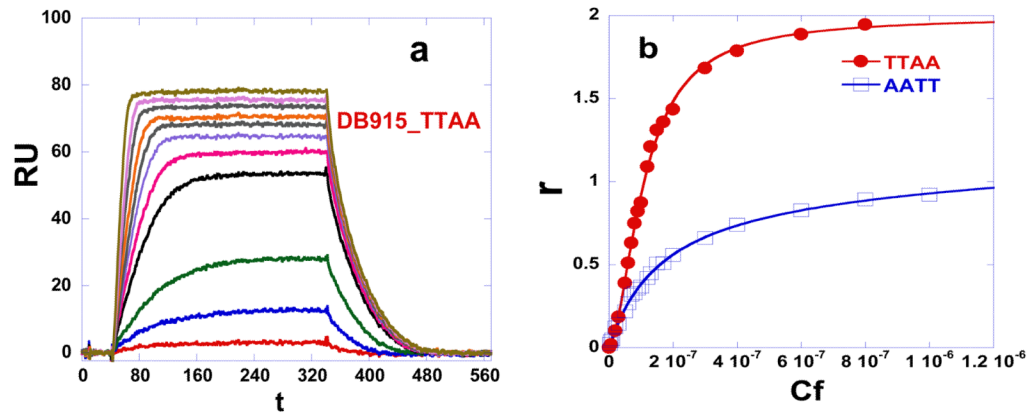 100
80
60
40
20
0
RU
a
DB915_TTAA
0 80 160 240 320 400 480 560
t
2
1.5
1
0.5
0
r
b
TTAA
AATT
0 2 10⁻⁷ 4 10⁻⁷ 6 10⁻⁷ 8 10⁻⁷ 1 10⁻⁶ 1.2 10⁻⁶
Cf